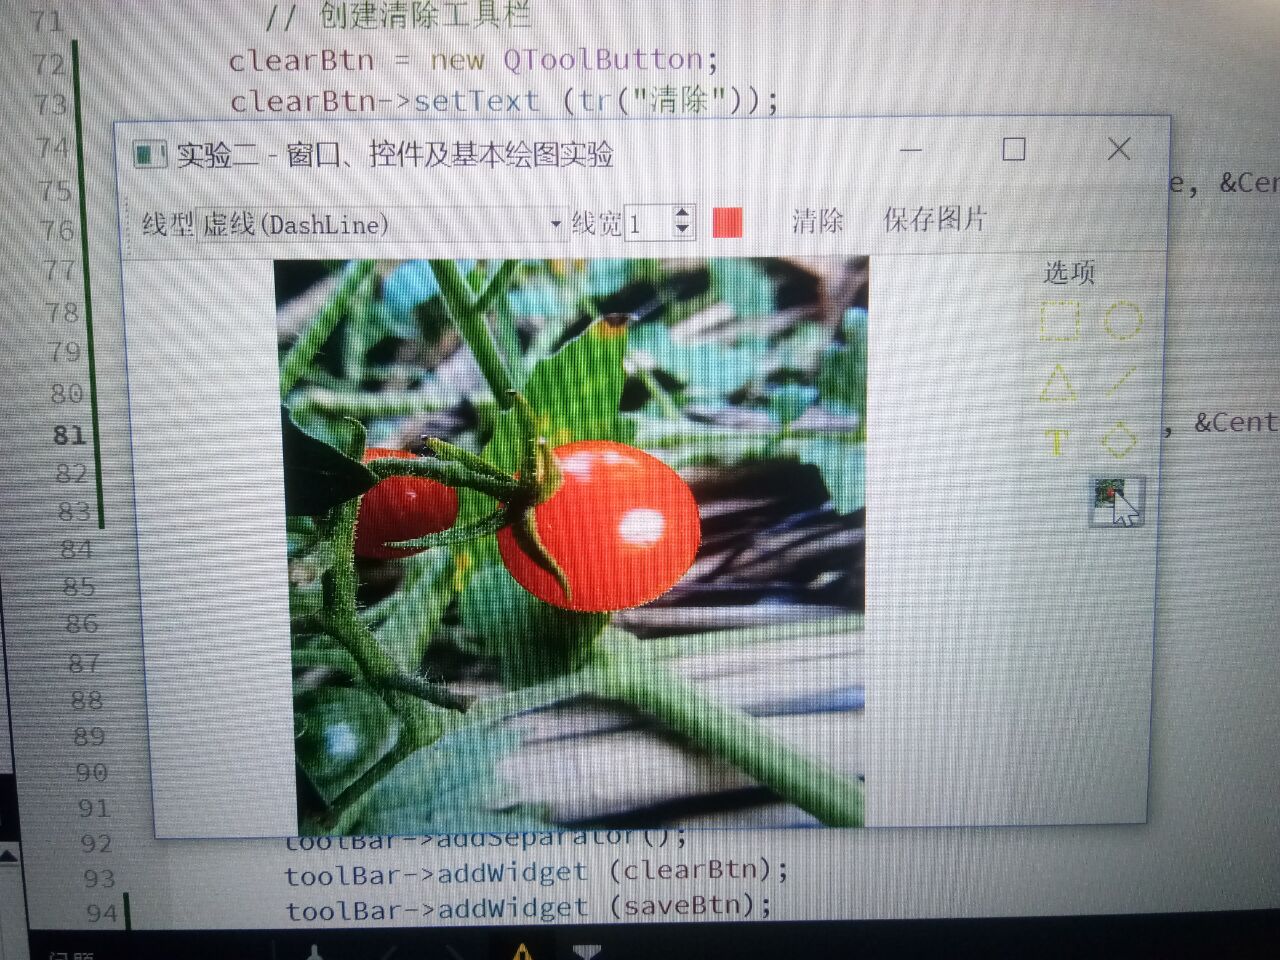 71 // 创建清除工具栏
72 clearBtn = new QToolButton;
73 clearBtn->setText (tr("清除"));
74
实验二 - 窗口、控件及基本绘图实验
75 e, &Cen
线型 虚线(DashLine) 线宽 1 清除 保存图片
76
77
选项
78
79
80
81 , &Cent
T
82
83
84
85
86
87
88
89
90
91
92 toolBar->addSeparator();
93 toolBar->addWidget (clearBtn);
94 toolBar->addWidget (saveBtn);
问题